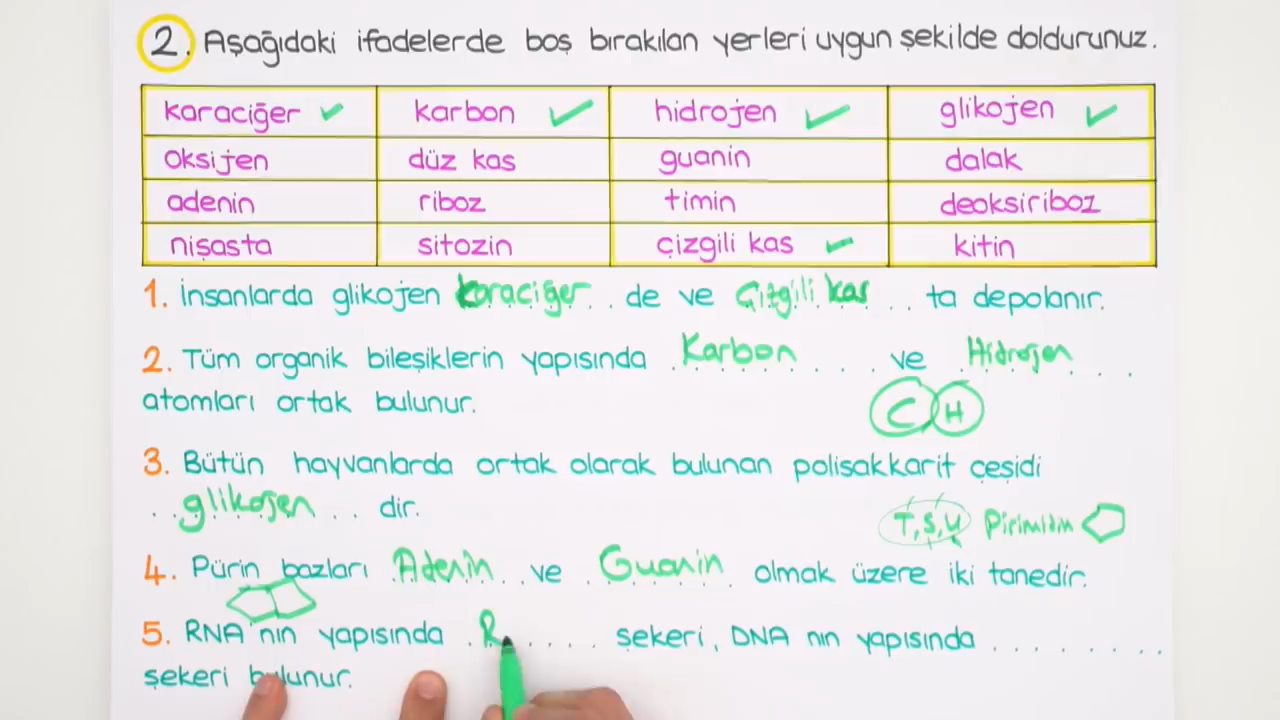 2. Aşağıdaki ifadelerde boş bırakılan yerleri uygun şekilde doldurunuz.
karaciğer ✓ karbon ✓ hidrojen ✓ glikojen ✓
oksijen düz kas guanin dalak
adenin riboz timin deoksiriboz
nişasta sitozin çizgili kas ✓ kitin
1. İnsanlarda glikojen karaciğer .. de ve Çizgili kas .. ta depolanır.
2. Tüm organik bileşiklerin yapısında Karbon ve Hidrojen
atomları ortak bulunur.
C H
3. Bütün hayvanlarda ortak olarak bulunan polisakkarit çeşidi
glikojen dir.
T, S, U Pirimidin
4. Pürin bazları Adenin ve Guanin olmak üzere iki tanedir.
5. RNA'nın yapısında R.... şekeri, DNA nın yapısında ........
şekeri bulunur.